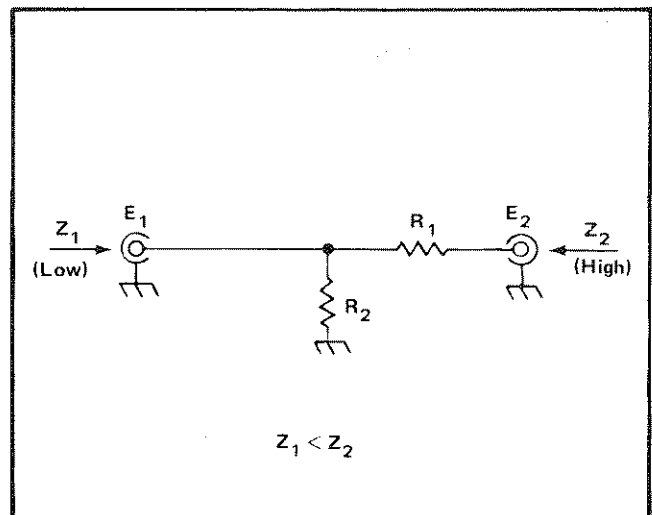 E₁
R₁
E₂
Z₁
Z₂
(Low)
(High)
R₂
Z₁ < Z₂